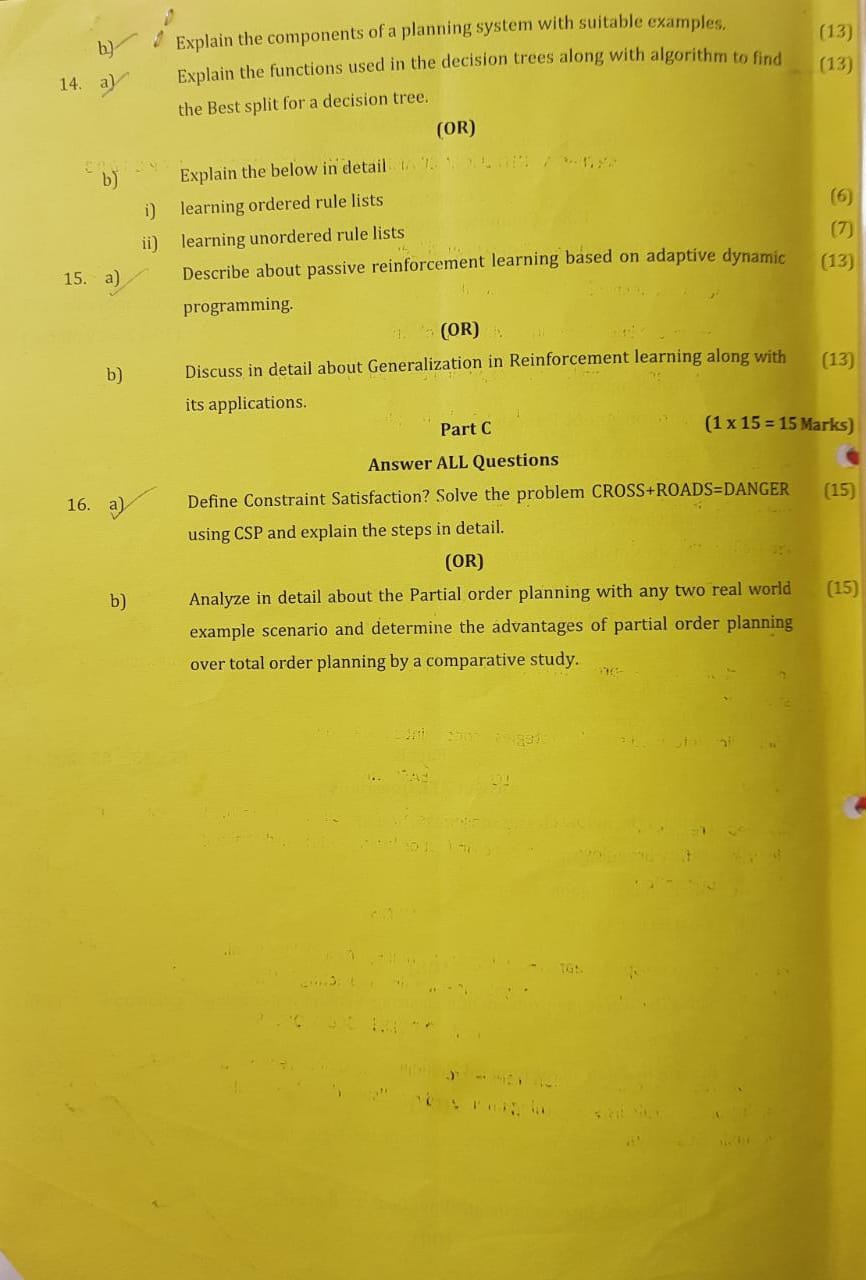 b) Explain the components of a planning system with suitable examples. (13)
14. a) Explain the functions used in the decision trees along with algorithm to find (13)
the Best split for a decision tree.
(OR)
b) Explain the below in detail
i) learning ordered rule lists (6)
ii) learning unordered rule lists (7)
15. a) Describe about passive reinforcement learning based on adaptive dynamic (13)
programming.
(OR)
b) Discuss in detail about Generalization in Reinforcement learning along with (13)
its applications.
Part C (1 x 15 = 15 Marks)
Answer ALL Questions
16. a) Define Constraint Satisfaction? Solve the problem CROSS+ROADS=DANGER (15)
using CSP and explain the steps in detail.
(OR)
b) Analyze in detail about the Partial order planning with any two real world (15)
example scenario and determine the advantages of partial order planning
over total order planning by a comparative study.